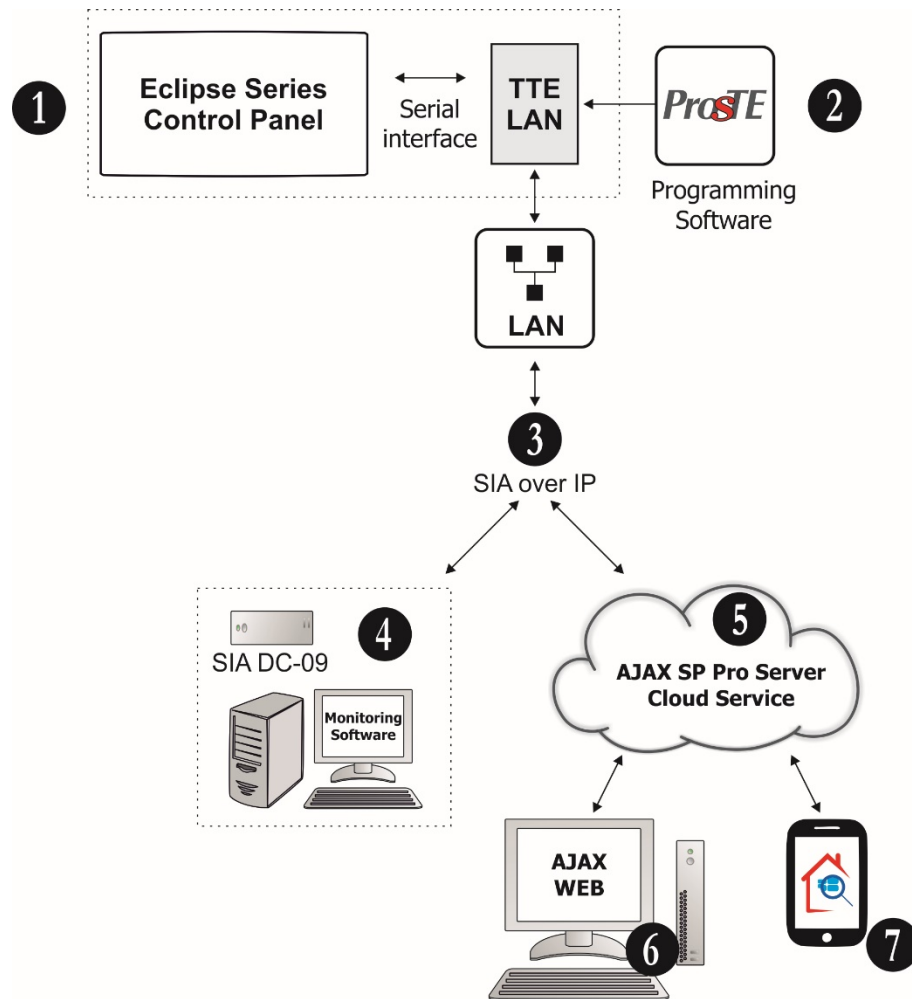 1
Eclipse Series
Control Panel
Serial
interface
TTE
LAN
ProsTE
2
Programming
Software
LAN
3
SIA over IP
4
SIA DC-09
Monitoring
Software
5
AJAX SP Pro Server
Cloud Service
AJAX
WEB
6
7